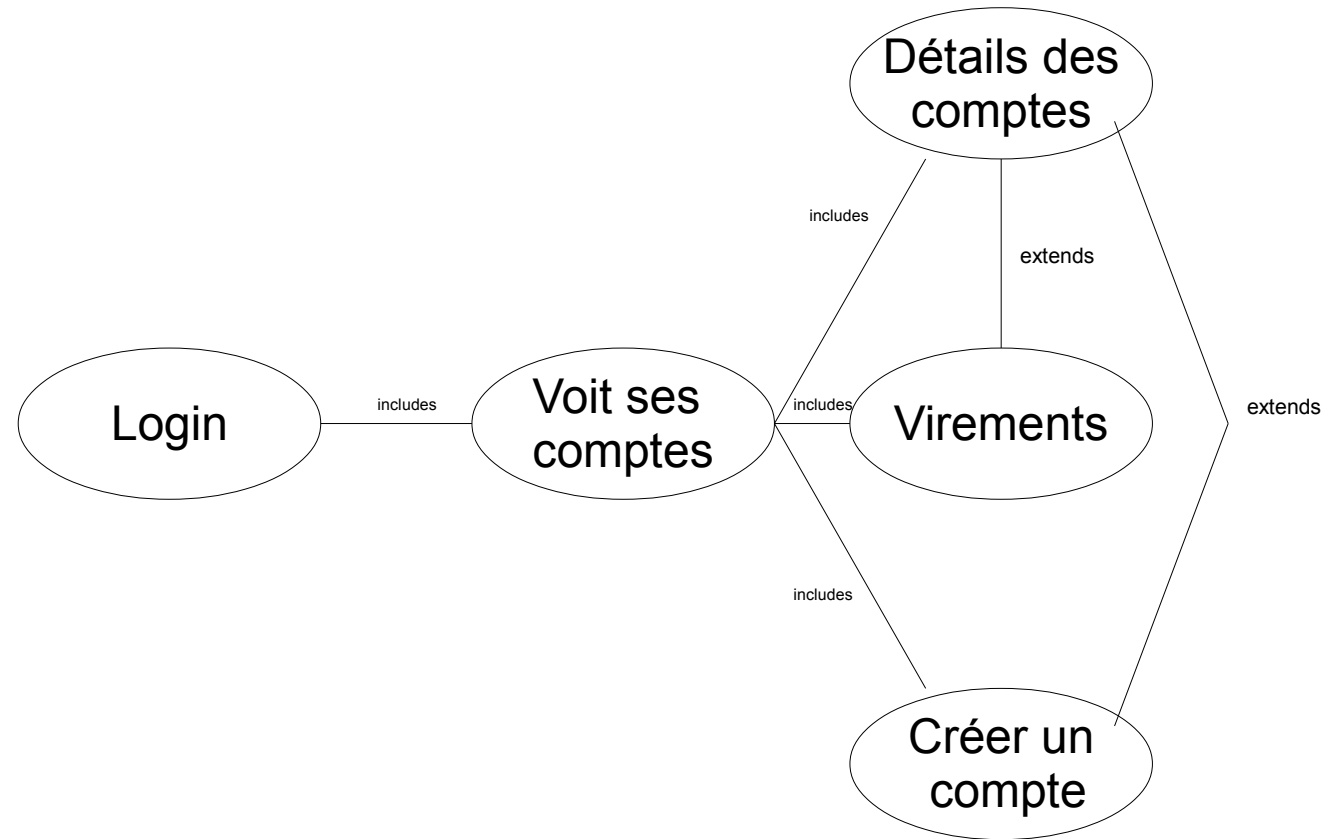 Détails des
comptes
includes
extends
Login
includes
Voit ses
comptes
includes
Virements
extends
includes
Créer un
compte